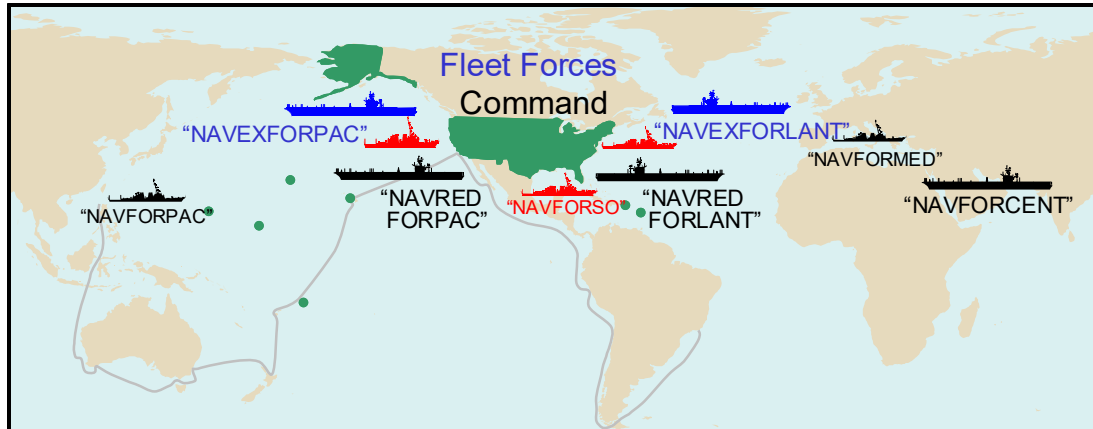 Fleet Forces
Command
“NAVEXFORPAC”
“NAVEXFORLANT”
“NAVFORMED”
“NAVFORPAC”
“NAVRED
FORPAC”
“NAVFORSO”
“NAVRED
FORLANT”
“NAVFORCENT”